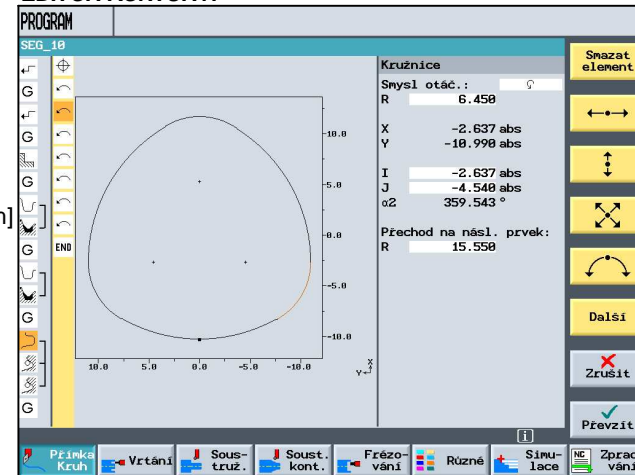 PROGRAM
SEG_10
Smazat
element
Kružnice
Smysl otáč.:
R 6.450
X -2.637 abs
Y -10.990 abs
I -2.637 abs
J -4.540 abs
α2 359.543 °
Přechod na násl. prvek:
R 15.550
G
G
G
G
G
G
END
10.0
5.0
0.0
-5.0
-10.0
10.0 5.0 0.0 -5.0 -10.0
X
Y
Další
Zrušit
Převzít
i
Přímka
Kruh
Vrtání
Sous-
truž.
Soust.
kont.
Frézo-
vání
Různé
Simu-
lace
NC
Zprac
vání